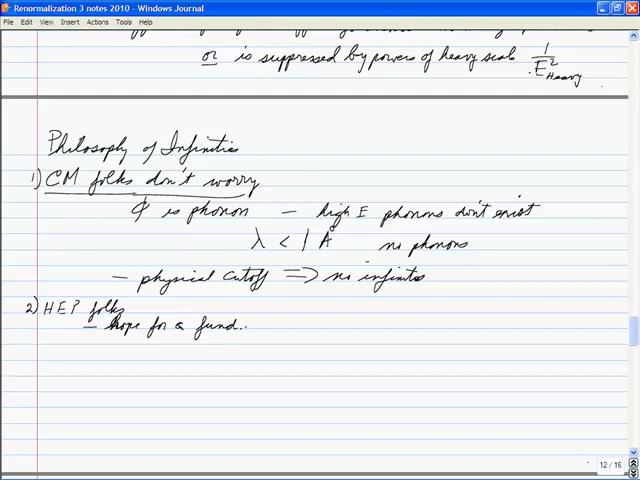 Renormalization 3 notes 2010 - Windows Journal
File Edit View Insert Actions Tools Help
or is suppressed by powers of heavy scale 1/E²Heavy
Philosophy of Infinities
1) CM folks don't worry
φ is phonon – high E phonons don't exist
λ < 1 Å no phonons
– physical cutoff ⇒ no infinites
2) HEP folks
– hope for a fund..
12 / 16